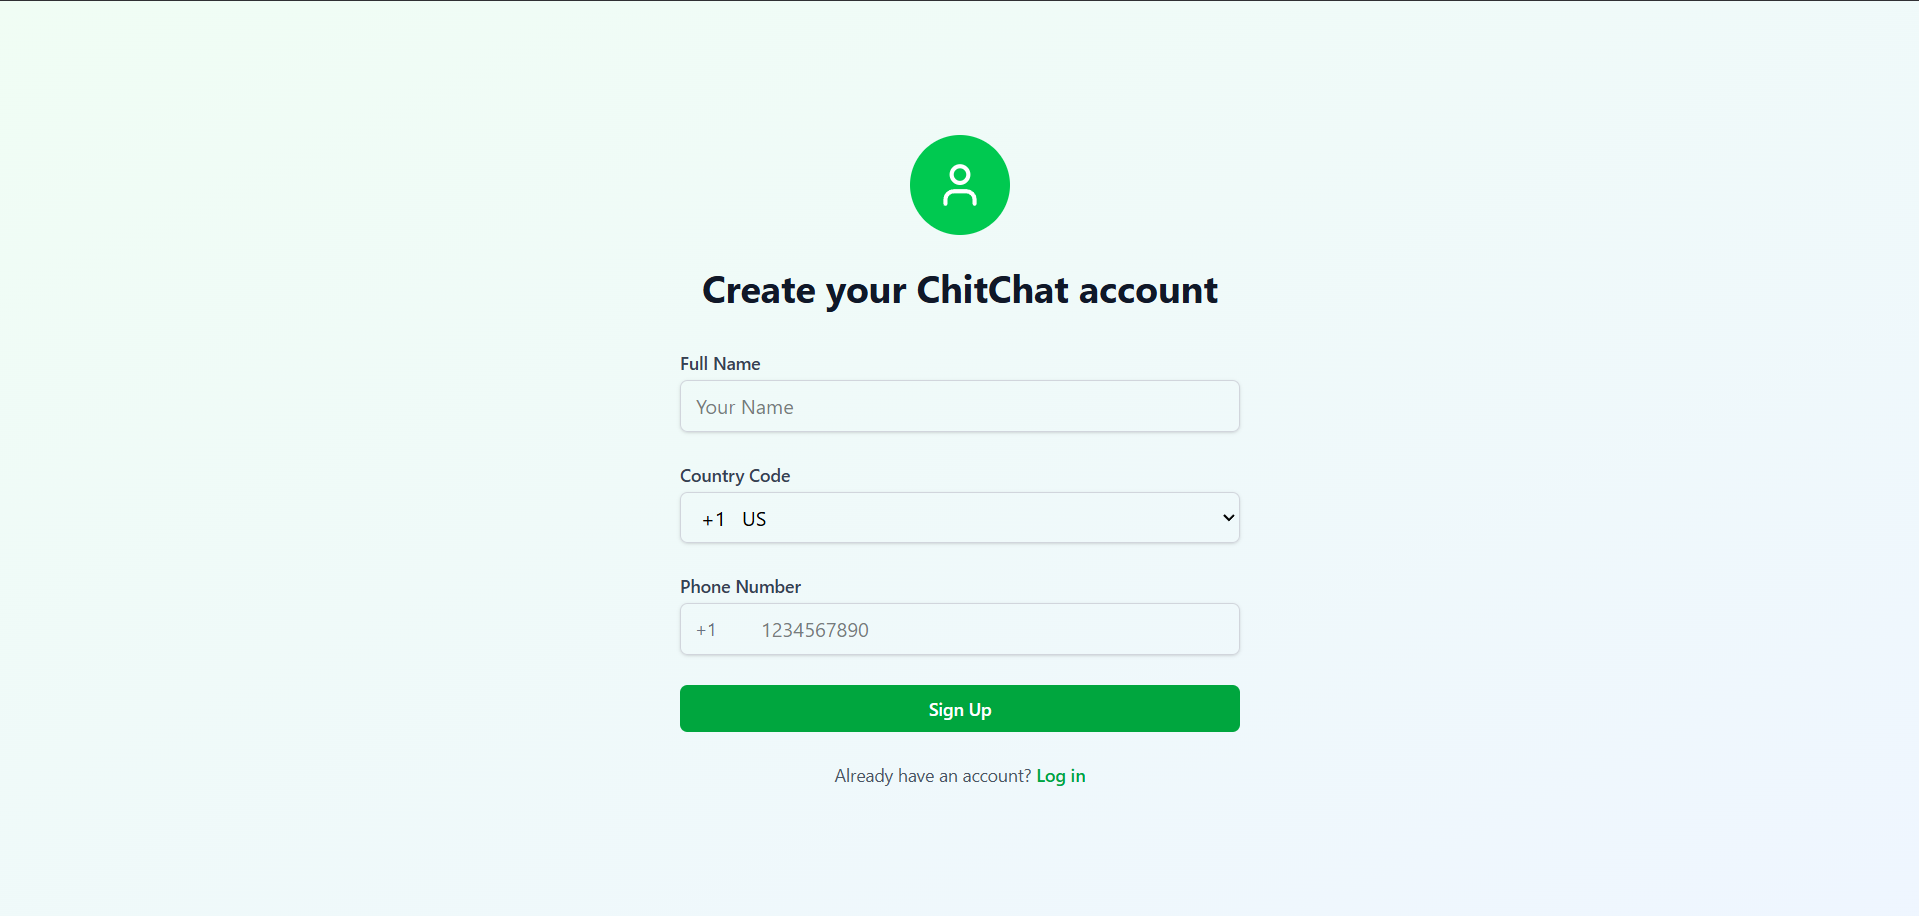 Create your ChitChat account
Full Name
Your Name
Country Code
+1 US
Phone Number
+1 1234567890
Sign Up
Already have an account? Log in